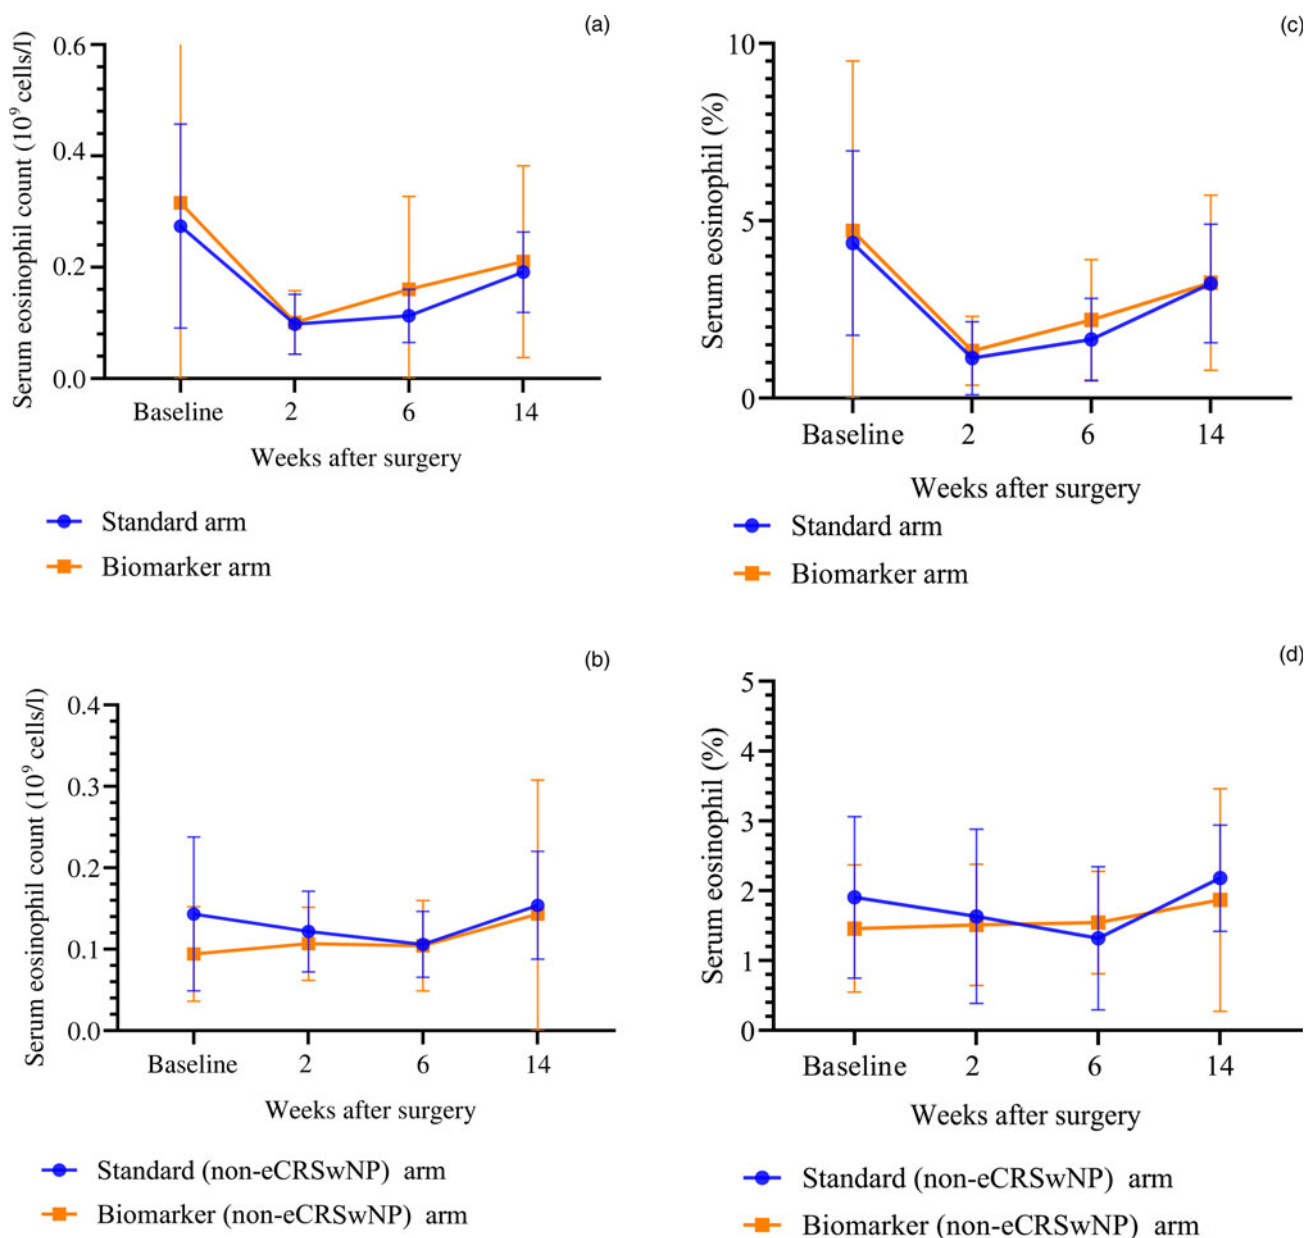 (a)
Serum eosinophil count (10⁹ cells/l)
0.6
0.4
0.2
0.0
Baseline 2 6 14
Weeks after surgery
Standard arm
Biomarker arm
(c)
Serum eosinophil (%)
10
5
0
Baseline 2 6 14
Weeks after surgery
Standard arm
Biomarker arm
(b)
Serum eosinophil count (10⁹ cells/l)
0.4
0.3
0.2
0.1
0.0
Baseline 2 6 14
Weeks after surgery
Standard (non-eCRSwNP) arm
Biomarker (non-eCRSwNP) arm
(d)
Serum eosinophil (%)
5
4
3
2
1
0
Baseline 2 6 14
Weeks after surgery
Standard (non-eCRSwNP) arm
Biomarker (non-eCRSwNP) arm